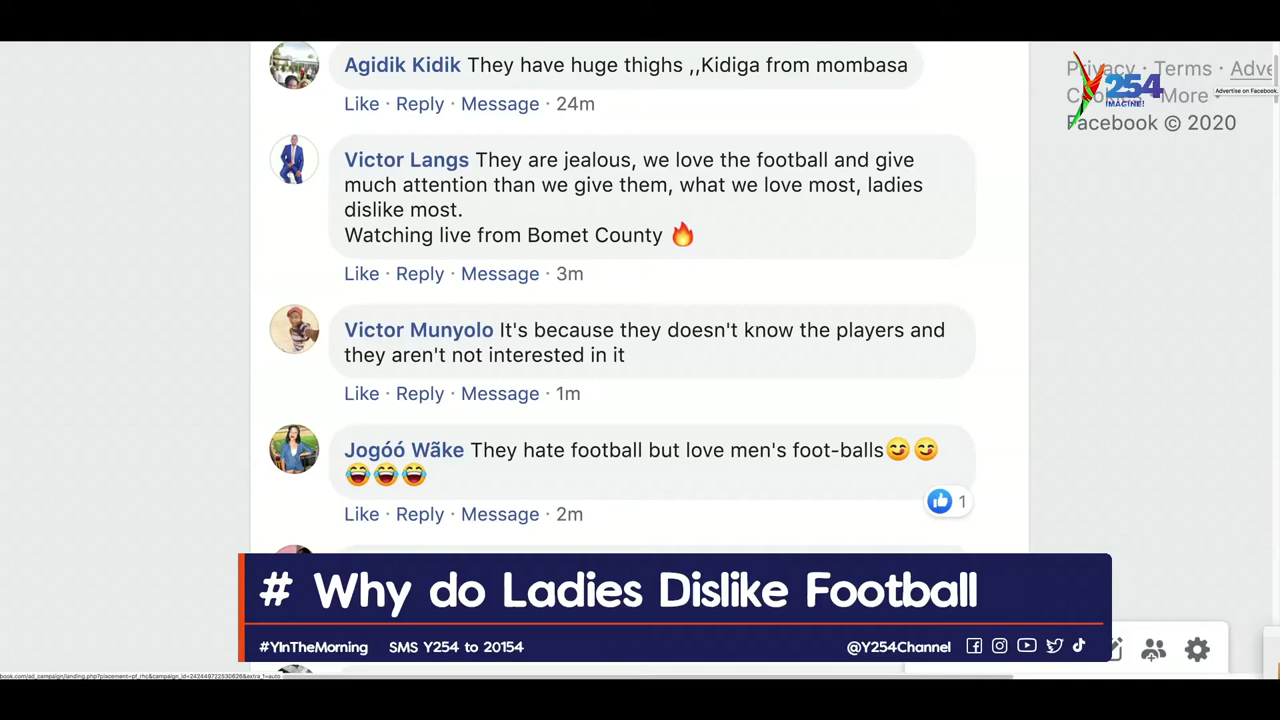 Agidik Kidik They have huge thighs ,,Kidiga from mombasa
Like · Reply · Message · 24m
Victor Langs They are jealous, we love the football and give
much attention than we give them, what we love most, ladies
dislike most.
Watching live from Bomet County 🔥
Like · Reply · Message · 3m
Victor Munyolo It's because they doesn't know the players and
they aren't not interested in it
Like · Reply · Message · 1m
Jogóó Wãke They hate football but love men's foot-balls😋😋
😂😂😂
1
Like · Reply · Message · 2m
Privacy · Terms · Adve
Cookies · More ·
Facebook © 2020
Y254
IMAGINE!
Advertise on Facebook.
# Why do Ladies Dislike Football
#YInTheMorning SMS Y254 to 20154 @Y254Channel